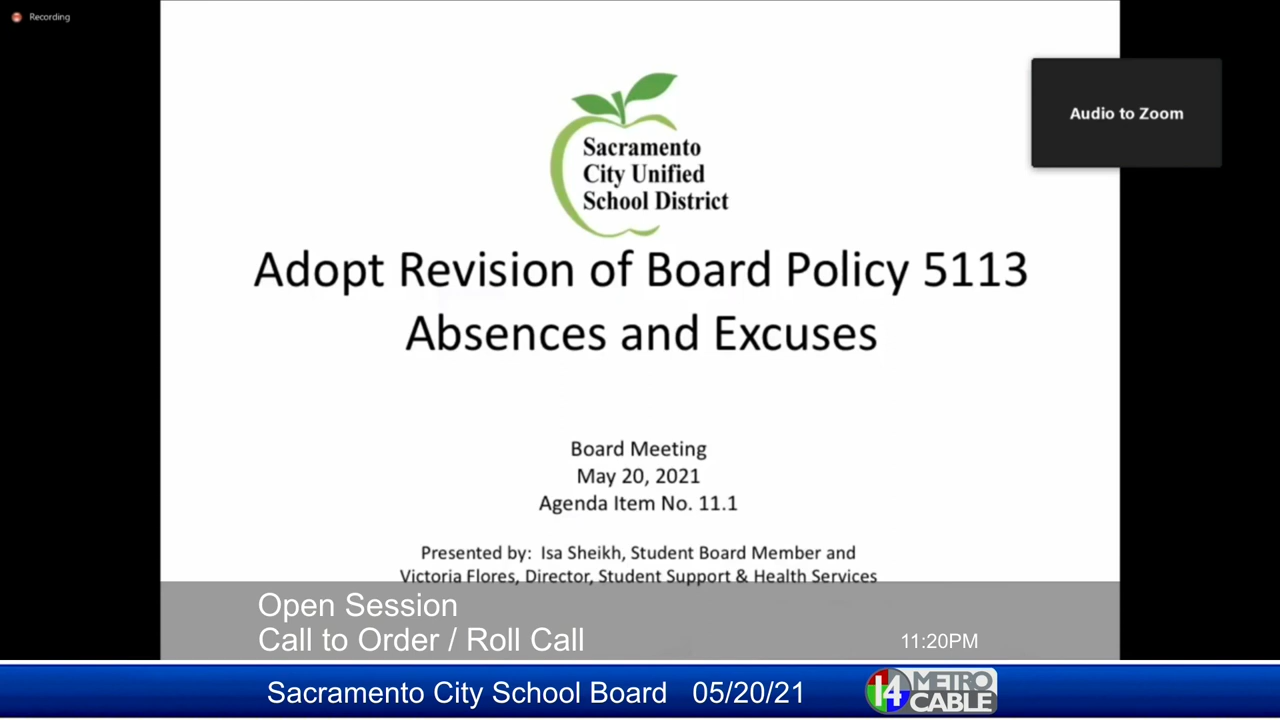 Recording
Audio to Zoom
Sacramento
City Unified
School District
Adopt Revision of Board Policy 5113
Absences and Excuses
Board Meeting
May 20, 2021
Agenda Item No. 11.1
Presented by: Isa Sheikh, Student Board Member and
Victoria Flores, Director, Student Support & Health Services
Open Session
Call to Order / Roll Call
11:20PM
Sacramento City School Board 05/20/21
14 METRO
CABLE